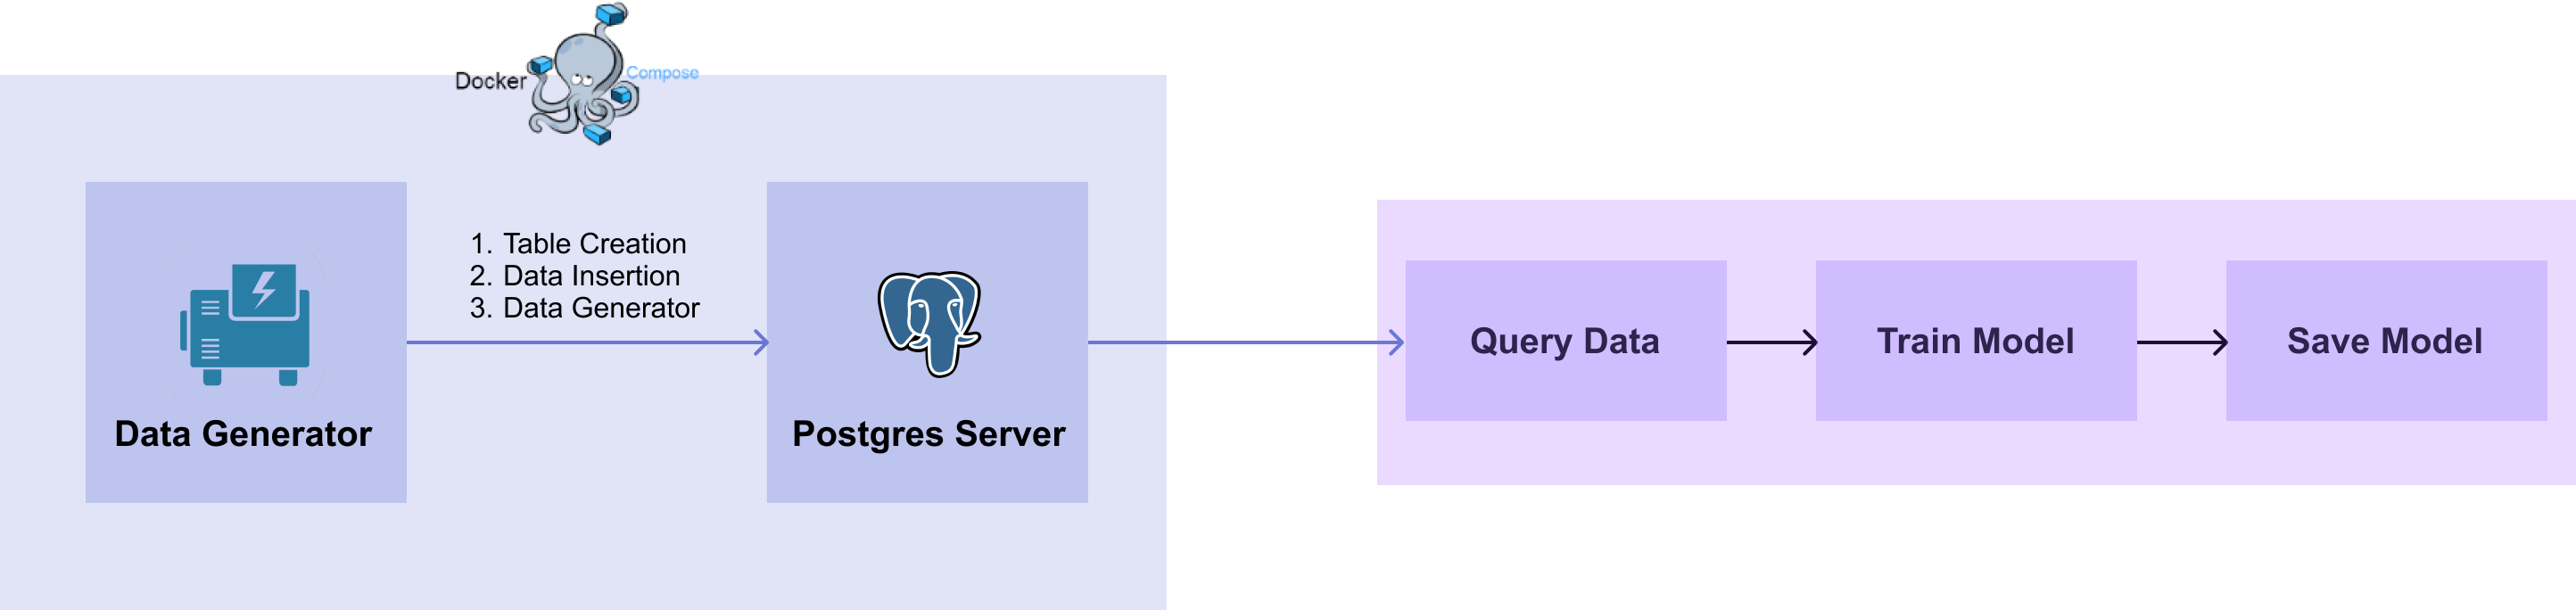 Docker
Compose
1. Table Creation
2. Data Insertion
3. Data Generator
Data Generator
Postgres Server
Query Data
Train Model
Save Model